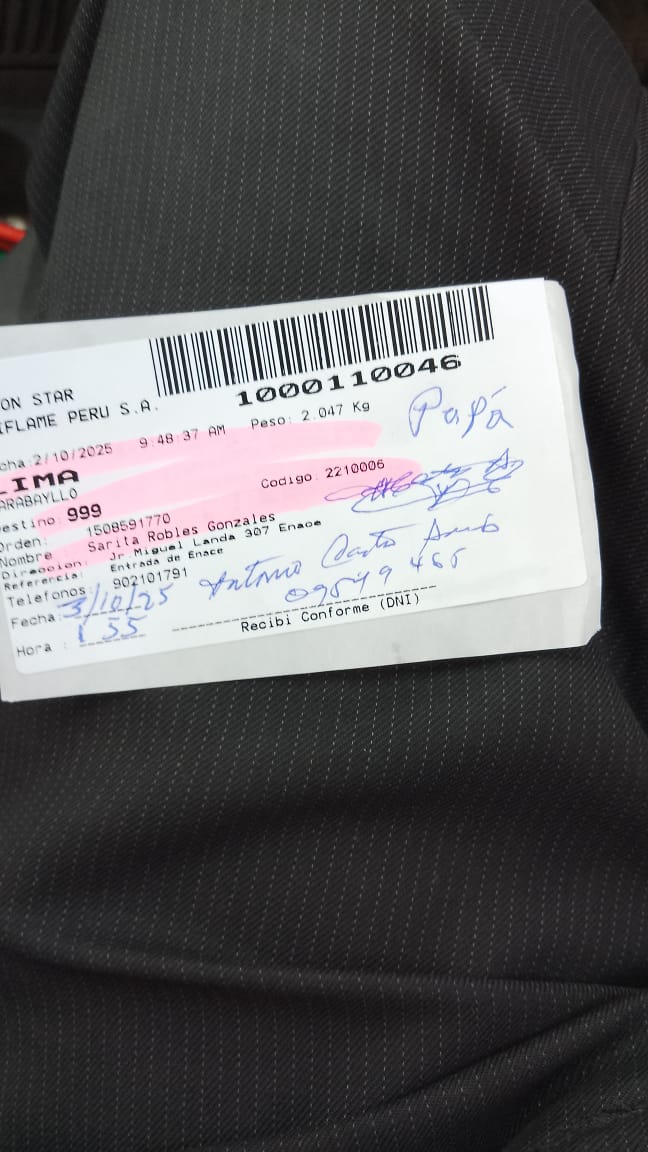 ON STAR
IFLAME PERU S.A.
1000110046
cha:2/10/2025 9:48:37 AM Peso: 2.047 Kg
Papá
LIMA
ARABAYLLO
Codigo: 2210006
estino: 999
Orden: 1508591770
Nombre Sarita Robles Gonzales
Direccion: Jr. Miguel Landa 307 Enaoe
Referencia: Entrada de Enace
Telefonos: 902101791
Fecha: 3/10/25
Antonio
Hora : 1 55
Recibi Conforme (DNI)